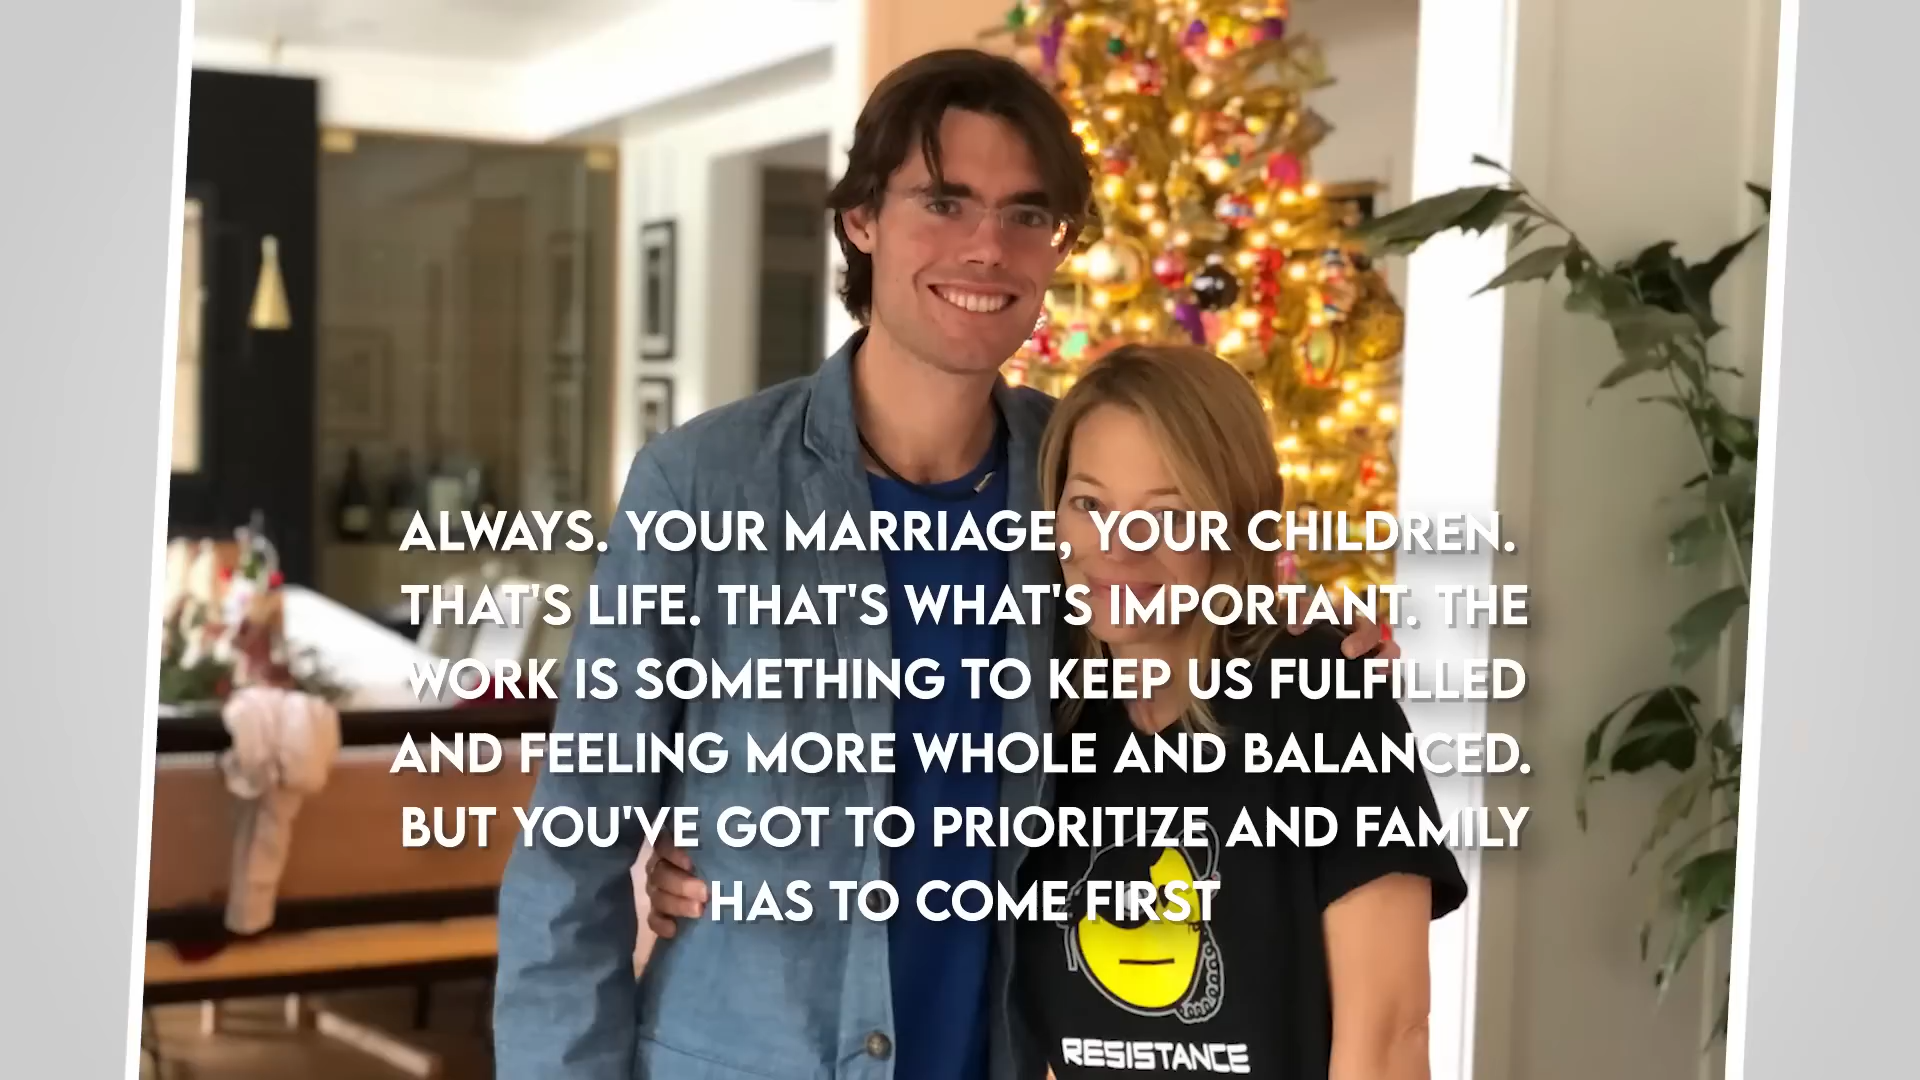 ALWAYS. YOUR MARRIAGE, YOUR CHILDREN.
THAT'S LIFE. THAT'S WHAT'S IMPORTANT. THE
WORK IS SOMETHING TO KEEP US FULFILLED
AND FEELING MORE WHOLE AND BALANCED.
BUT YOU'VE GOT TO PRIORITIZE AND FAMILY
HAS TO COME FIRST
RESISTANCE